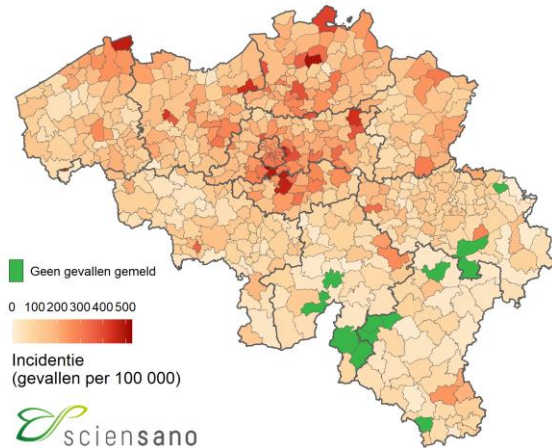 Geen gevallen gemeld
0 100 200 300 400 500
Incidentie
(gevallen per 100 000)
sciensano